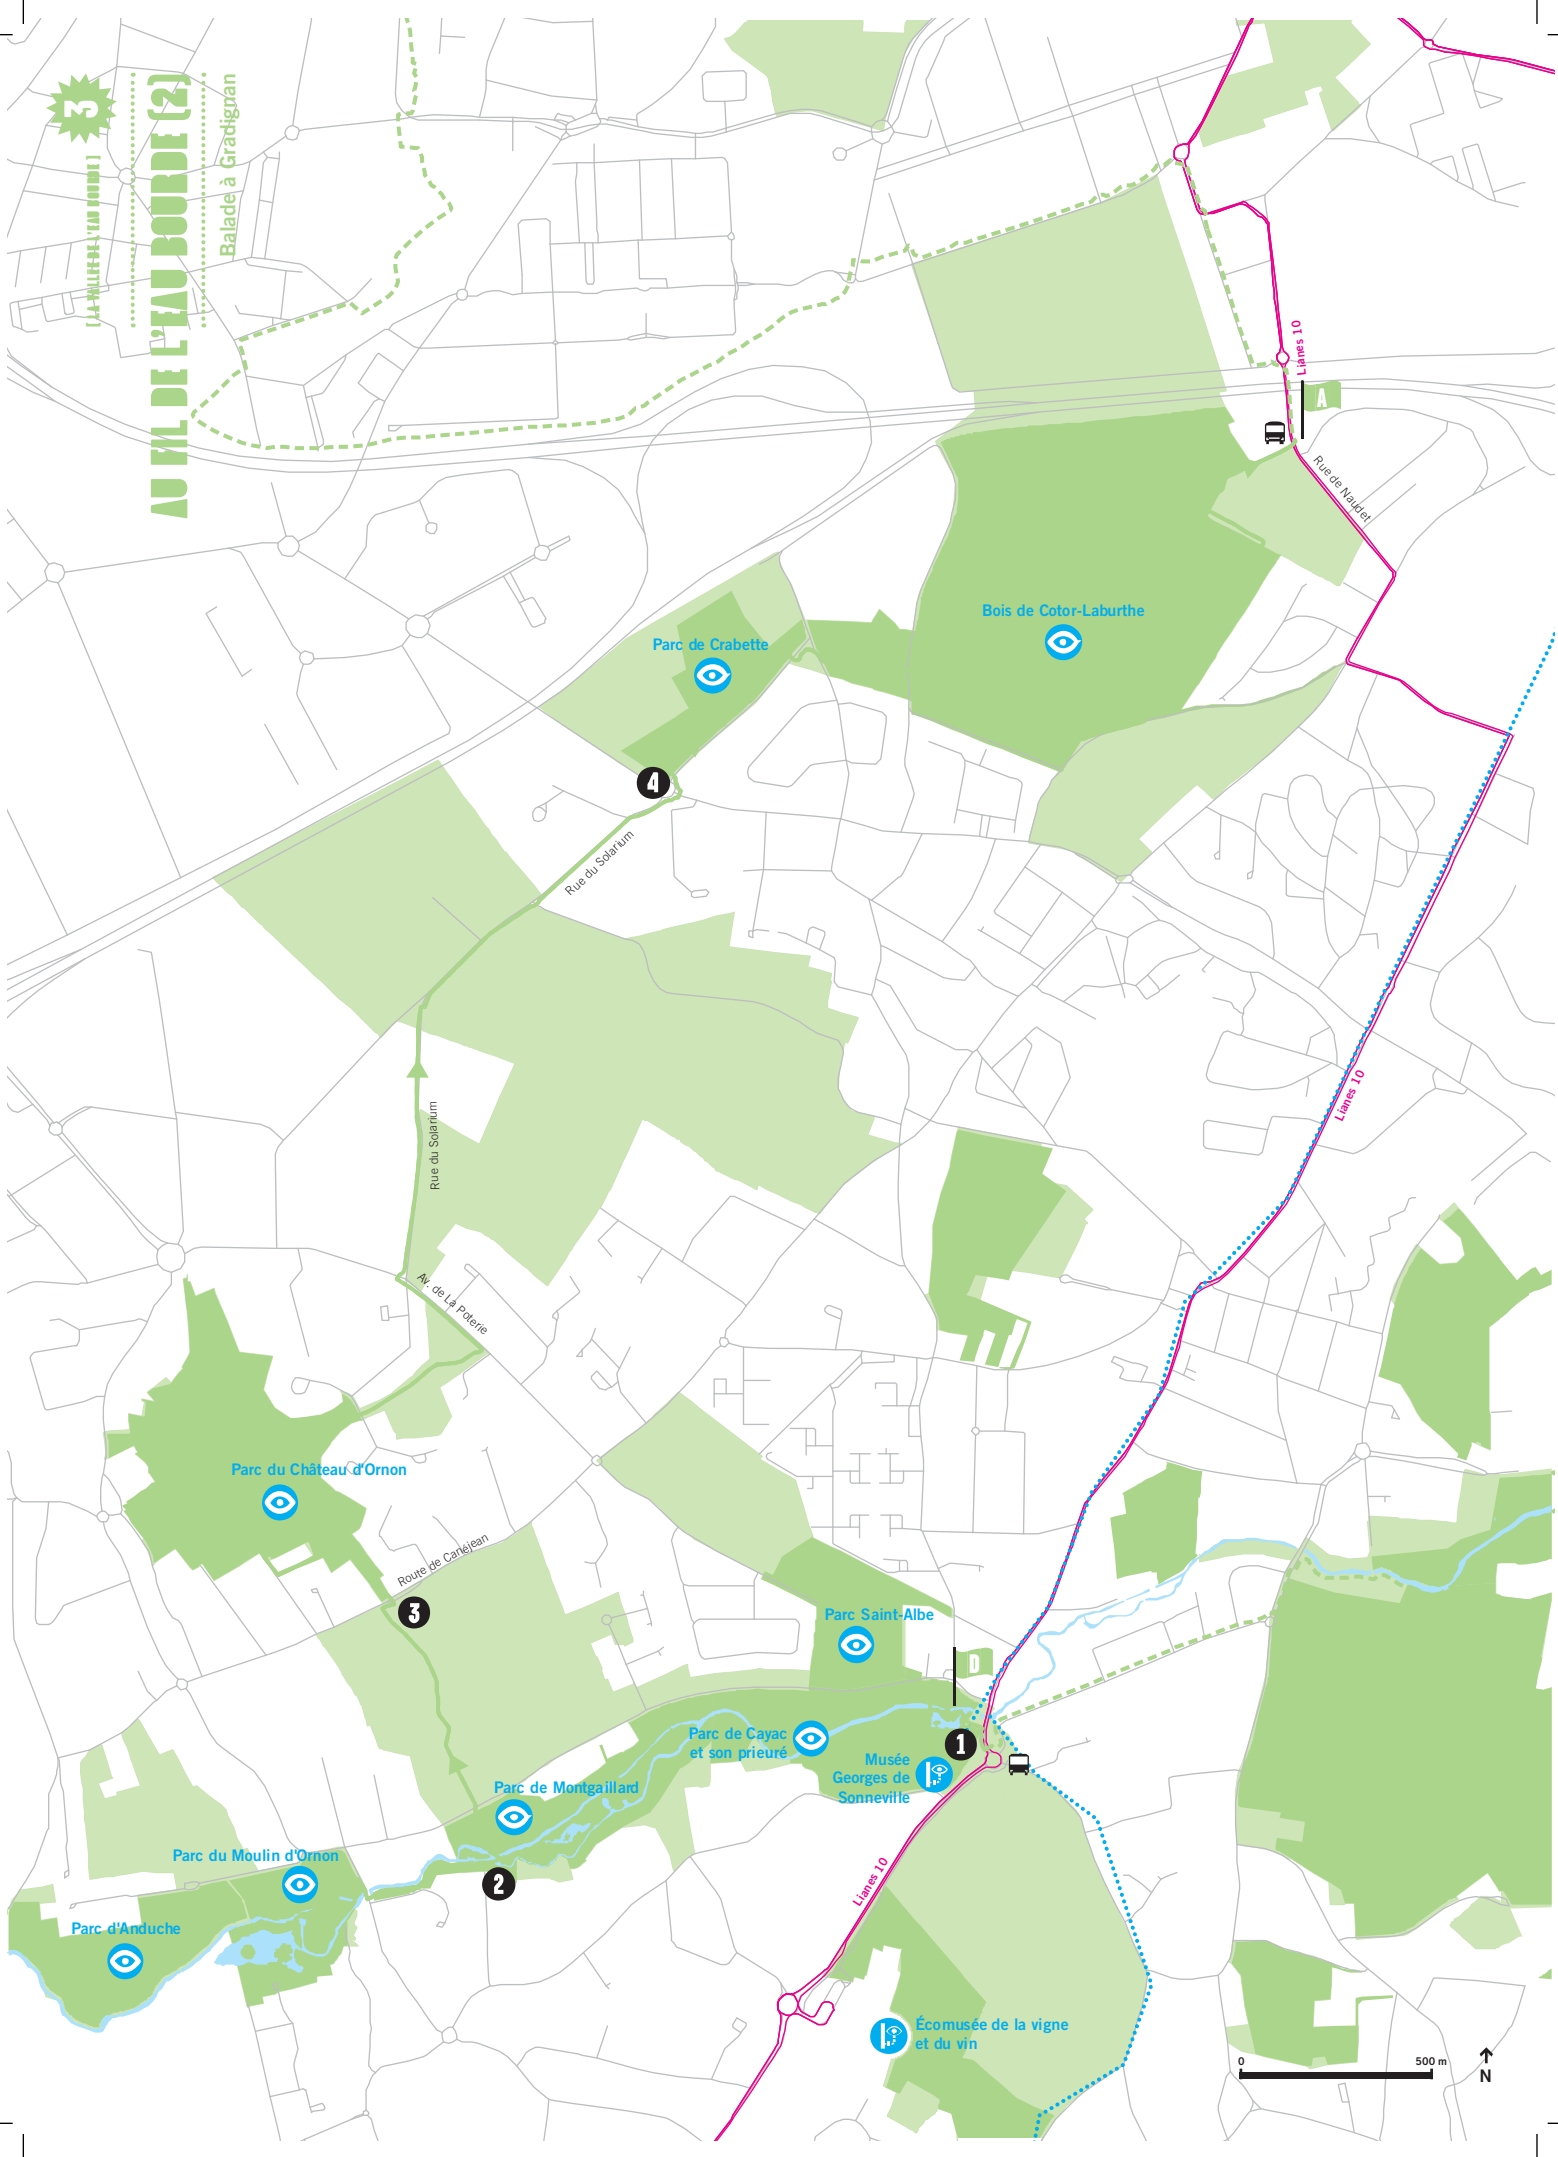 3
[ LA VALLÉE DE L'EAU BOURDE ]
AU FIL DE L'EAU BOURDE (2)
Balade à Gradignan
Lianes 10
A
Rue de Naudet
Bois de Cotor-Laburthe
Parc de Crabette
4
Rue du Solarium
Lianes 10
Rue du Solarium
Av. de La Poterie
Parc du Château d'Ornon
Route de Canéjean
3
Parc Saint-Albe
D
Parc de Cayac
et son prieuré
1
Musée
Georges de
Sonneville
Parc de Montgaillard
Parc du Moulin d'Ornon
2
Lianes 10
Parc d'Anduche
Écomusée de la vigne
et du vin
0 500 m
N